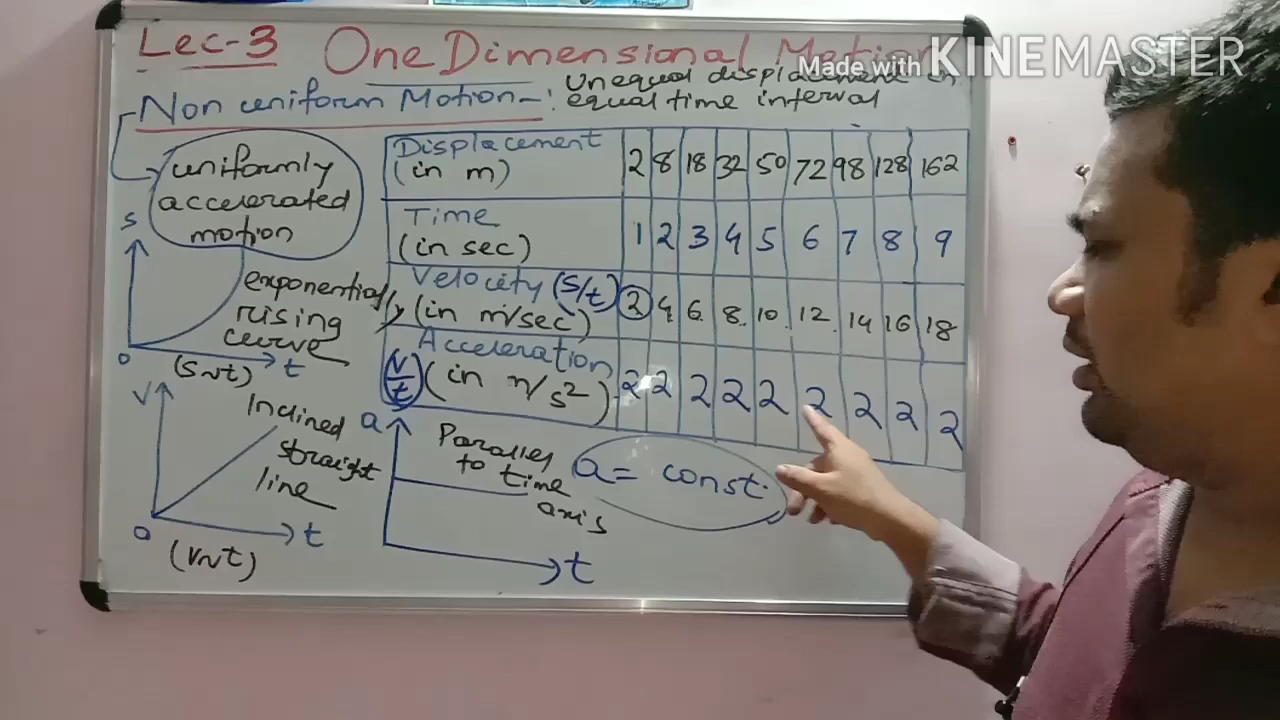 Lec-3 One Dimensional Motion
Made with KINEMASTER
Non uniform Motion-: unequal displacement in
equal time interval
uniformly
accelerated
motion
Displacement
(in m) 2 8 18 32 50 72 98 128 162
Time
(in sec) 1 2 3 4 5 6 7 8 9
Velocity (s/t)
(in m/sec) 2 4 6 8 10 12 14 16 18
Acceleration
V/t (in m/s²) 2 2 2 2 2 2 2 2 2
s
exponentially
rising
curve
o
t
(s~t)
V
Inclined
straight
line
o
t
(v~t)
a
Parallel
to time
axis
t
a = const.